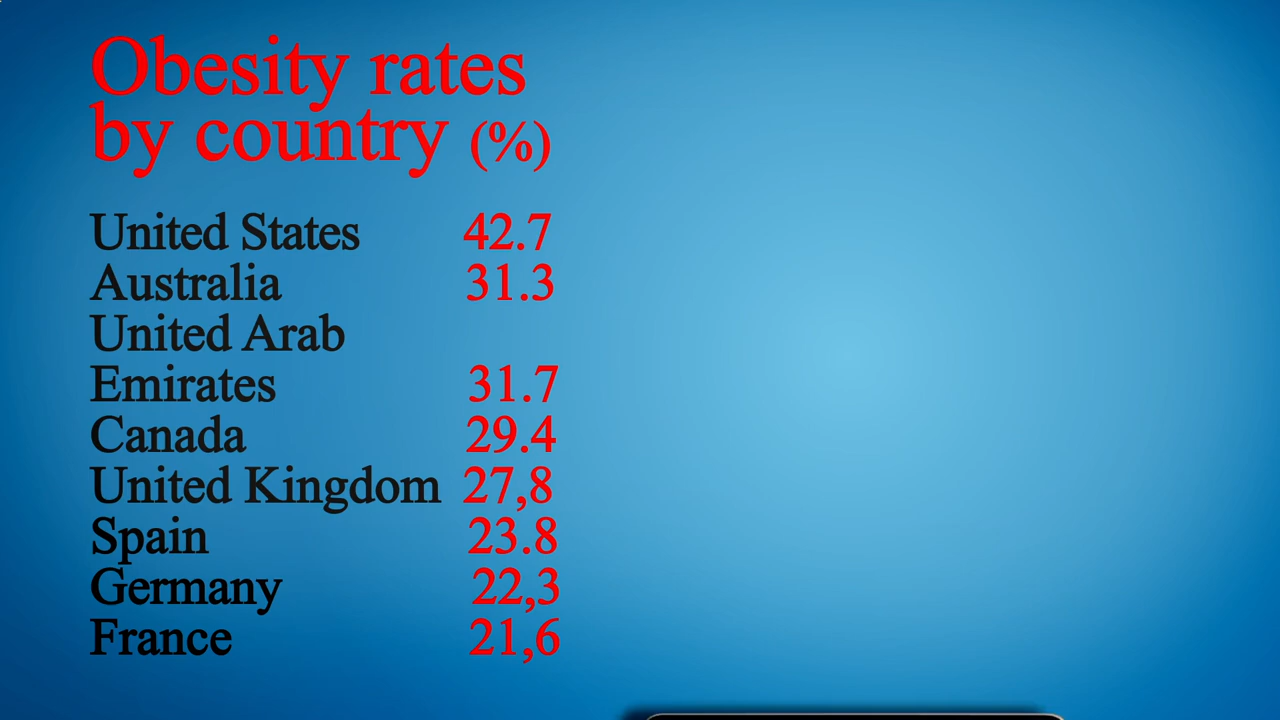 Obesity rates
by country (%)
United States 42.7
Australia 31.3
United Arab
Emirates 31.7
Canada 29.4
United Kingdom 27,8
Spain 23.8
Germany 22,3
France 21,6